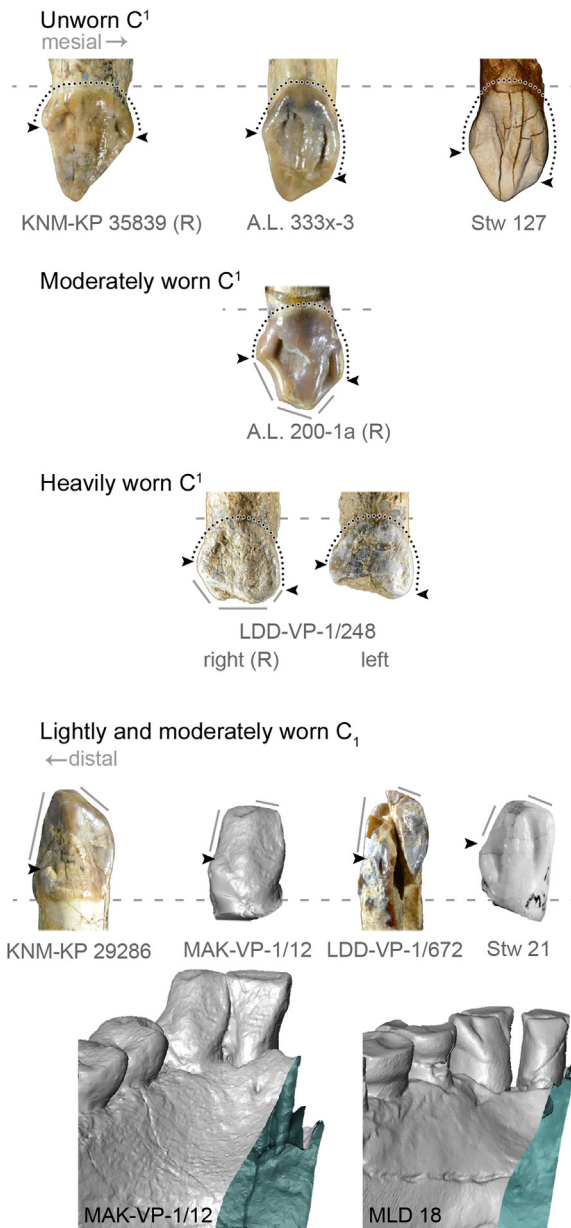 Unworn C¹
mesial →
KNM-KP 35839 (R) A.L. 333x-3 Stw 127
Moderately worn C¹
A.L. 200-1a (R)
Heavily worn C¹
LDD-VP-1/248
right (R) left
Lightly and moderately worn C₁
←distal
KNM-KP 29286 MAK-VP-1/12 LDD-VP-1/672 Stw 21
MAK-VP-1/12 MLD 18